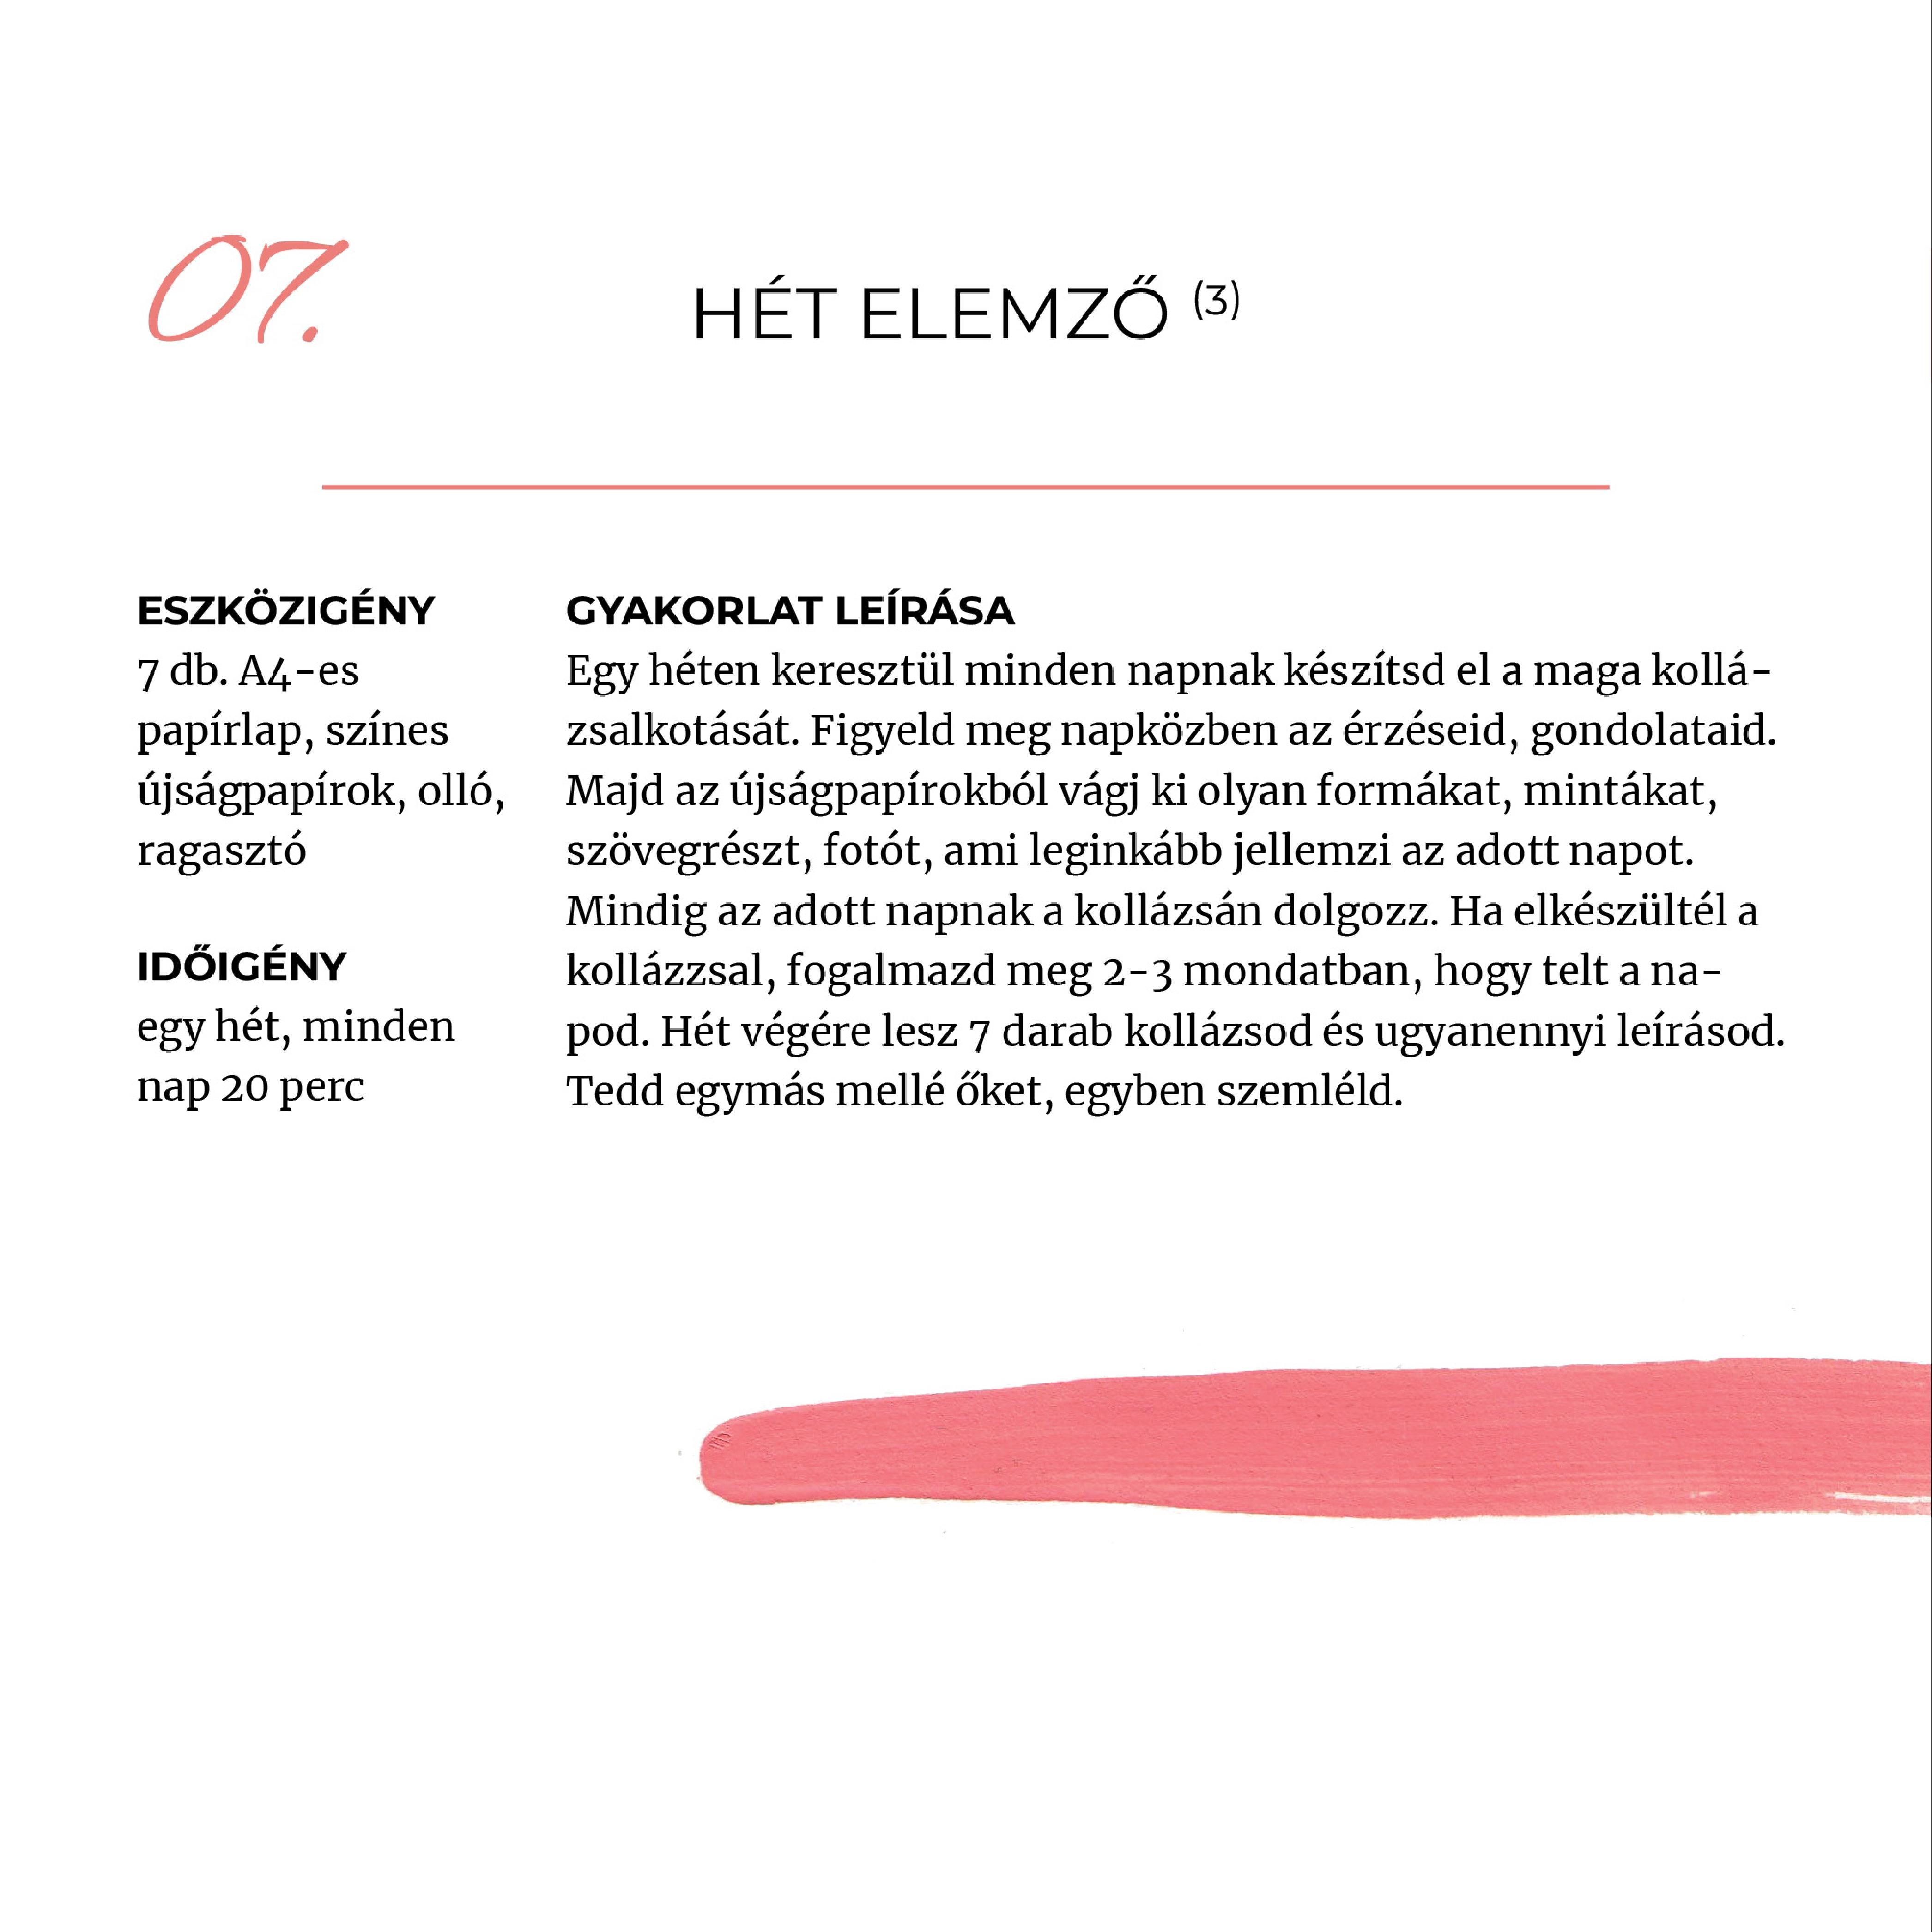 07.
HÉT ELEMZŐ (3)
ESZKÖZIGÉNY
7 db. A4-es
papírlap, színes
újságpapírok, olló,
ragasztó
IDŐIGÉNY
egy hét, minden
nap 20 perc
GYAKORLAT LEÍRÁSA
Egy héten keresztül minden napnak készítsd el a maga kollá-
zsalkotását. Figyeld meg napközben az érzéseid, gondolataid.
Majd az újságpapírokból vágj ki olyan formákat, mintákat,
szövegrészt, fotót, ami leginkább jellemzi az adott napot.
Mindig az adott napnak a kollázsán dolgozz. Ha elkészültél a
kollázzsal, fogalmazd meg 2-3 mondatban, hogy telt a na-
pod. Hét végére lesz 7 darab kollázsod és ugyanennyi leírásod.
Tedd egymás mellé őket, egyben szemléld.